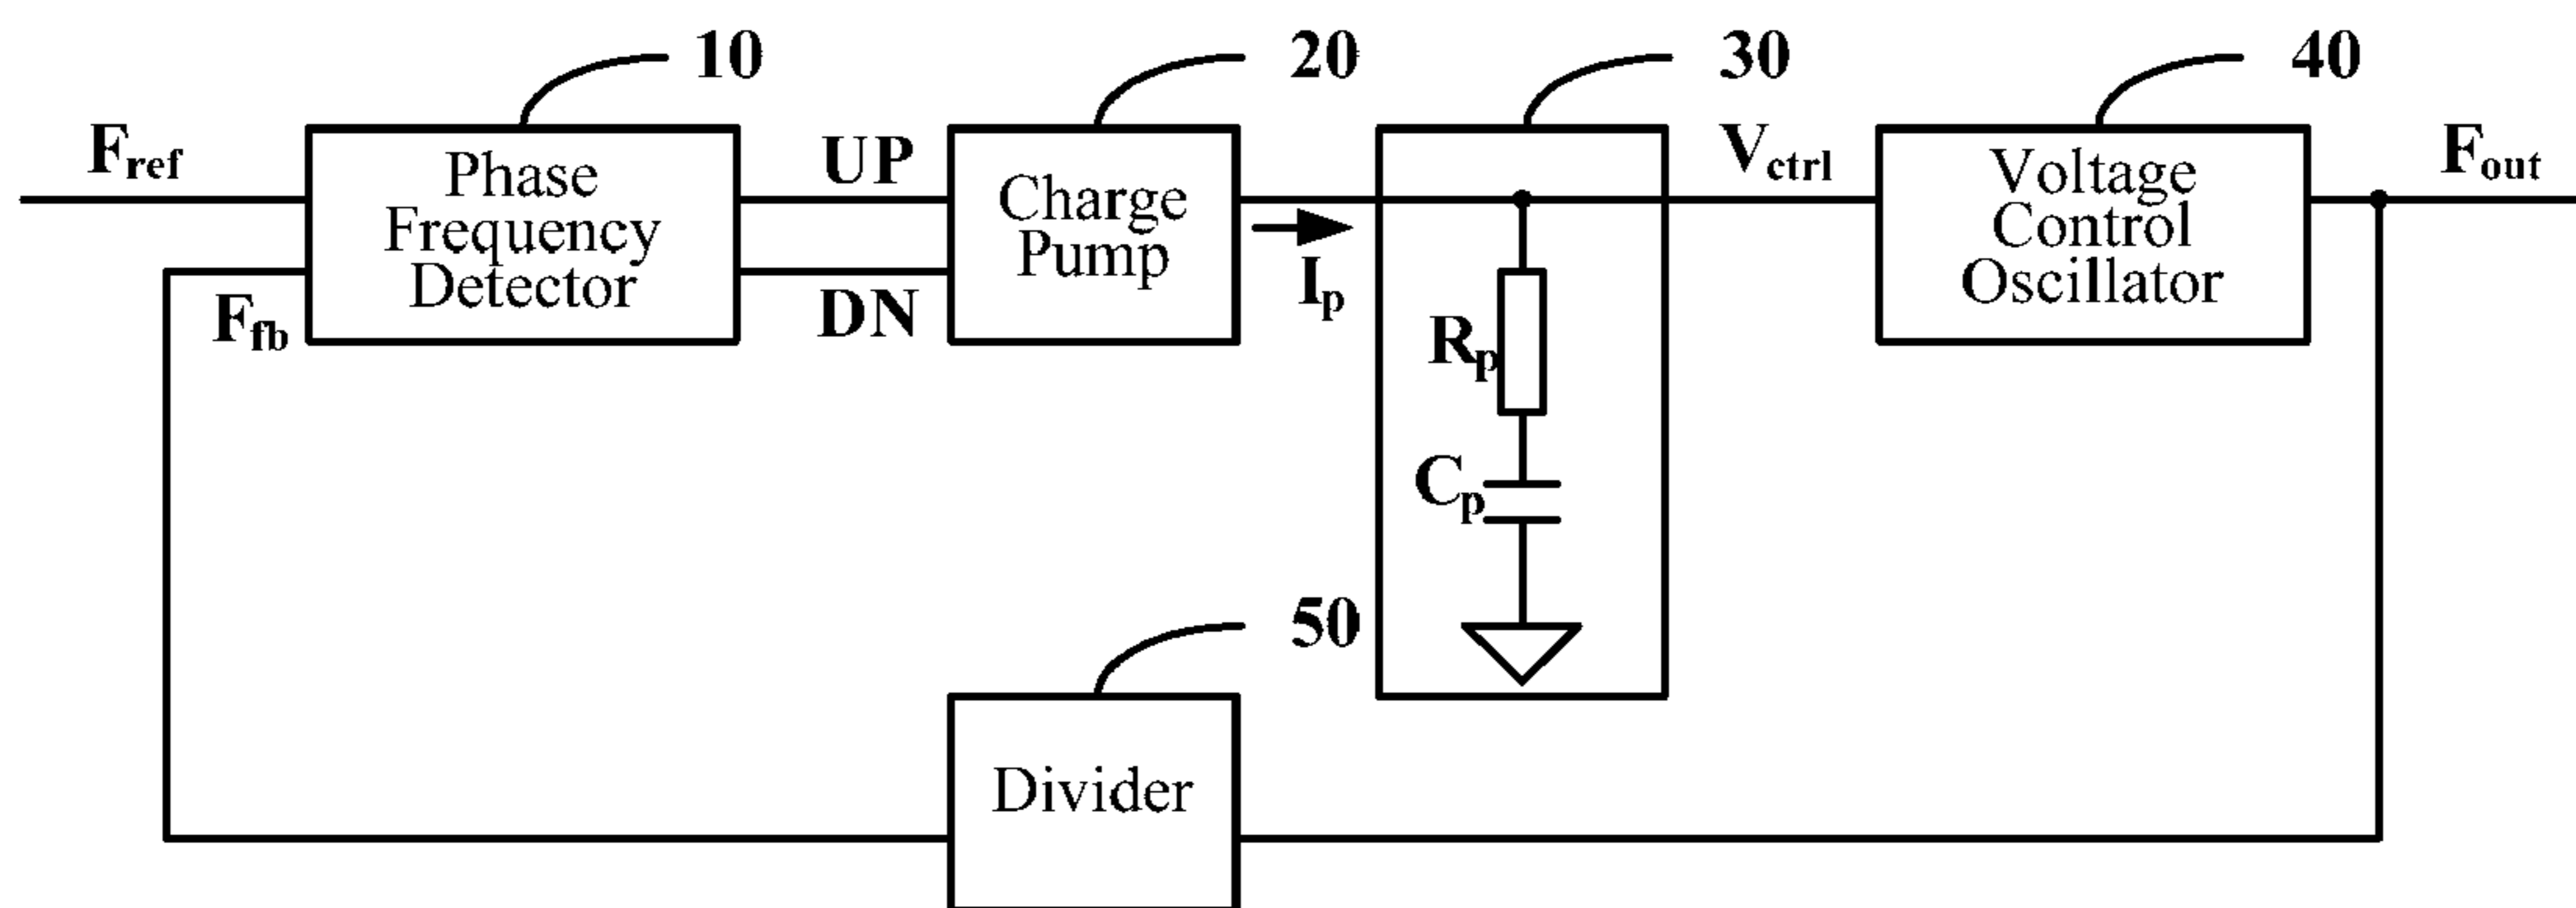 10
20
30
40
Fref
Phase
Frequency
Detector
Ffb
UP
DN
Charge
Pump
Ip
Vctrl
Voltage
Control
Oscillator
Fout
Rp
Cp
50
Divider